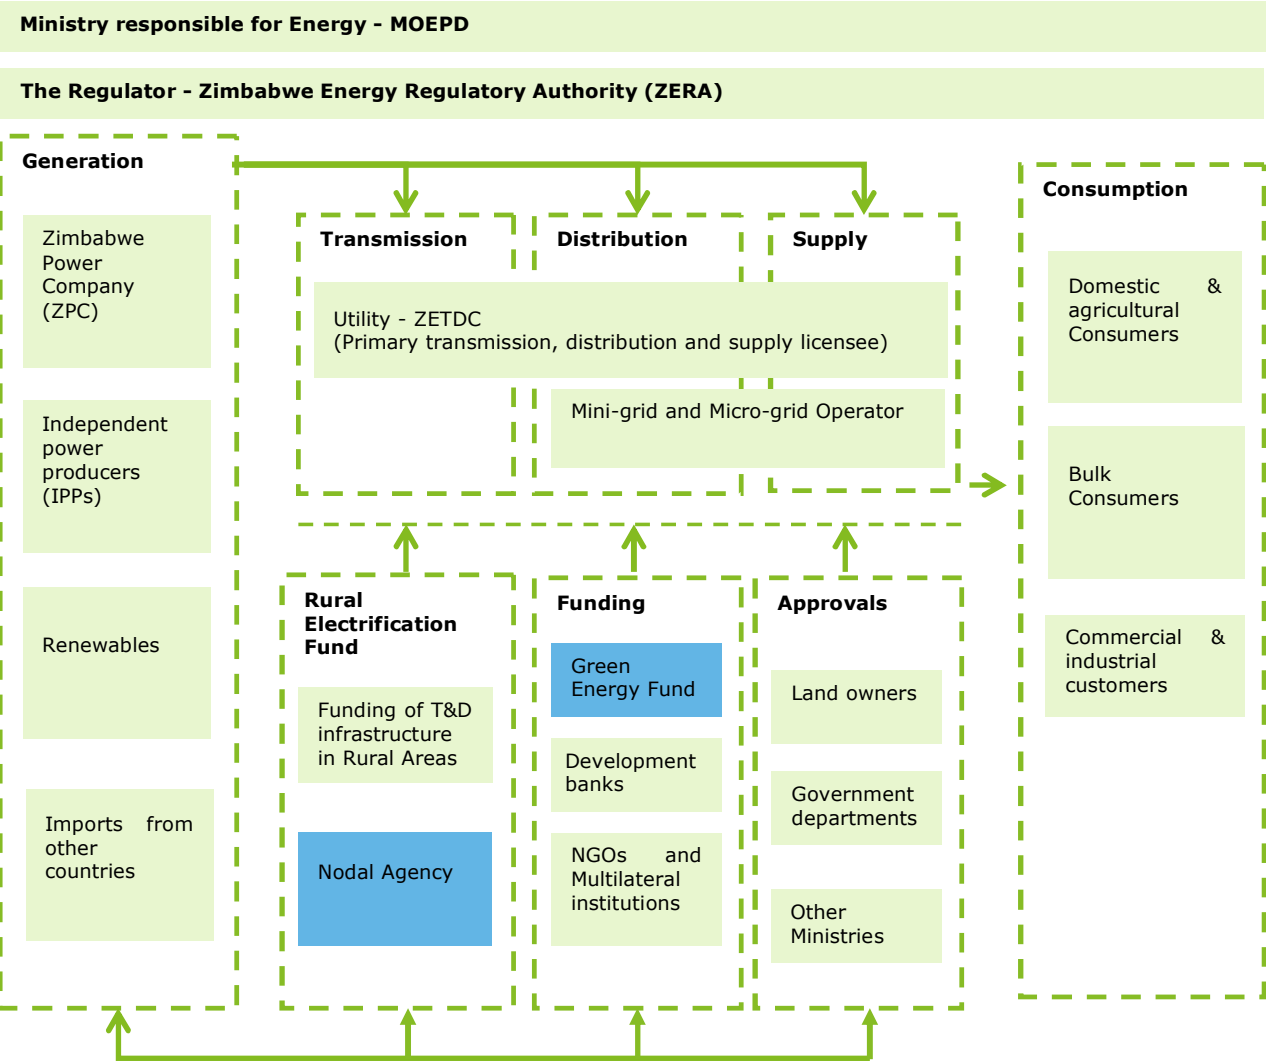 Ministry responsible for Energy - MOEPD
The Regulator - Zimbabwe Energy Regulatory Authority (ZERA)
Generation
Zimbabwe
Power
Company
(ZPC)
Independent
power
producers
(IPPs)
Renewables
Imports from
other
countries
Transmission
Distribution
Supply
Utility - ZETDC
(Primary transmission, distribution and supply licensee)
Mini-grid and Micro-grid Operator
Rural
Electrification
Fund
Funding of T&D
infrastructure
in Rural Areas
Nodal Agency
Funding
Green
Energy Fund
Development
banks
NGOs and
Multilateral
institutions
Approvals
Land owners
Government
departments
Other
Ministries
Consumption
Domestic &
agricultural
Consumers
Bulk
Consumers
Commercial &
industrial
customers